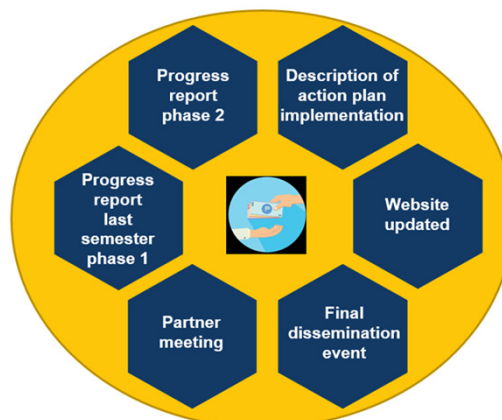 Progress
report
phase 2
Description of
action plan
implementation
Progress
report
last
semester
phase 1
Website
updated
Partner
meeting
Final
dissemination
event